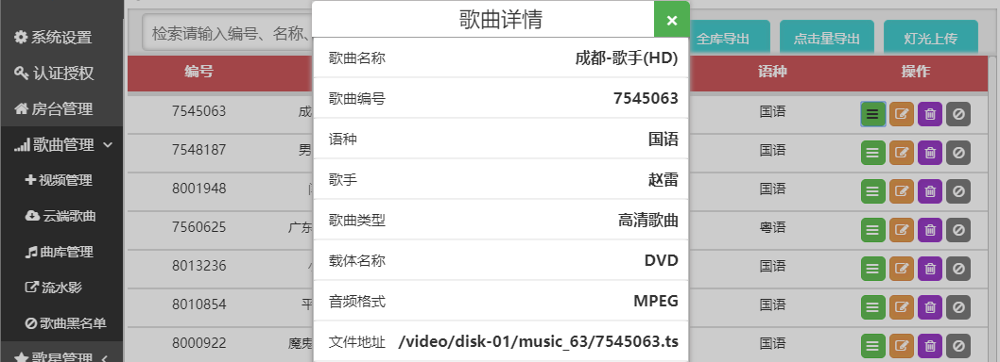 歌曲详情 ×
检索请输入编号、名称、
全库导出 点击量导出 灯光上传
系统设置
认证授权
房台管理
歌曲管理
视频管理
云端歌曲
曲库管理
流水影
歌曲黑名单
歌星管理
编号 语种 操作
7545063 成 国语
7548187 男 国语
8001948 国语
7560625 广东 粤语
8013236 国语
8010854 平 国语
8000922 魔鬼 国语
歌曲名称 成都-歌手(HD)
歌曲编号 7545063
语种 国语
歌手 赵雷
歌曲类型 高清歌曲
载体名称 DVD
音频格式 MPEG
文件地址 /video/disk-01/music_63/7545063.ts